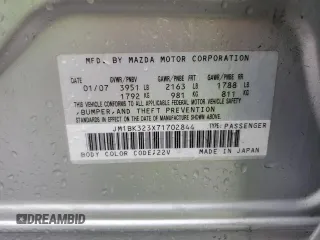 MFD. BY MAZDA MOTOR CORPORATION
GVWR/PNBV GAWR/PNBE FRT GAWR/PNBE RR
01/07 3951 LB 2163 LB 1788 LB
1792 KG 981 KG 811 KG
THIS VEHICLE CONFORMS TO ALL APPLICABLE
FEDERAL MOTOR VEHICLE SAFETY,
BUMPER, AND THEFT PREVENTION
STANDARDS IN EFFECT ON THE DATE OF
MANUFACTURE SHOWN ABOVE.
JM1BK323X71702844 TYPE: PASSENGER
BODY COLOR CODE/22V MADE IN JAPAN
DREAMBID